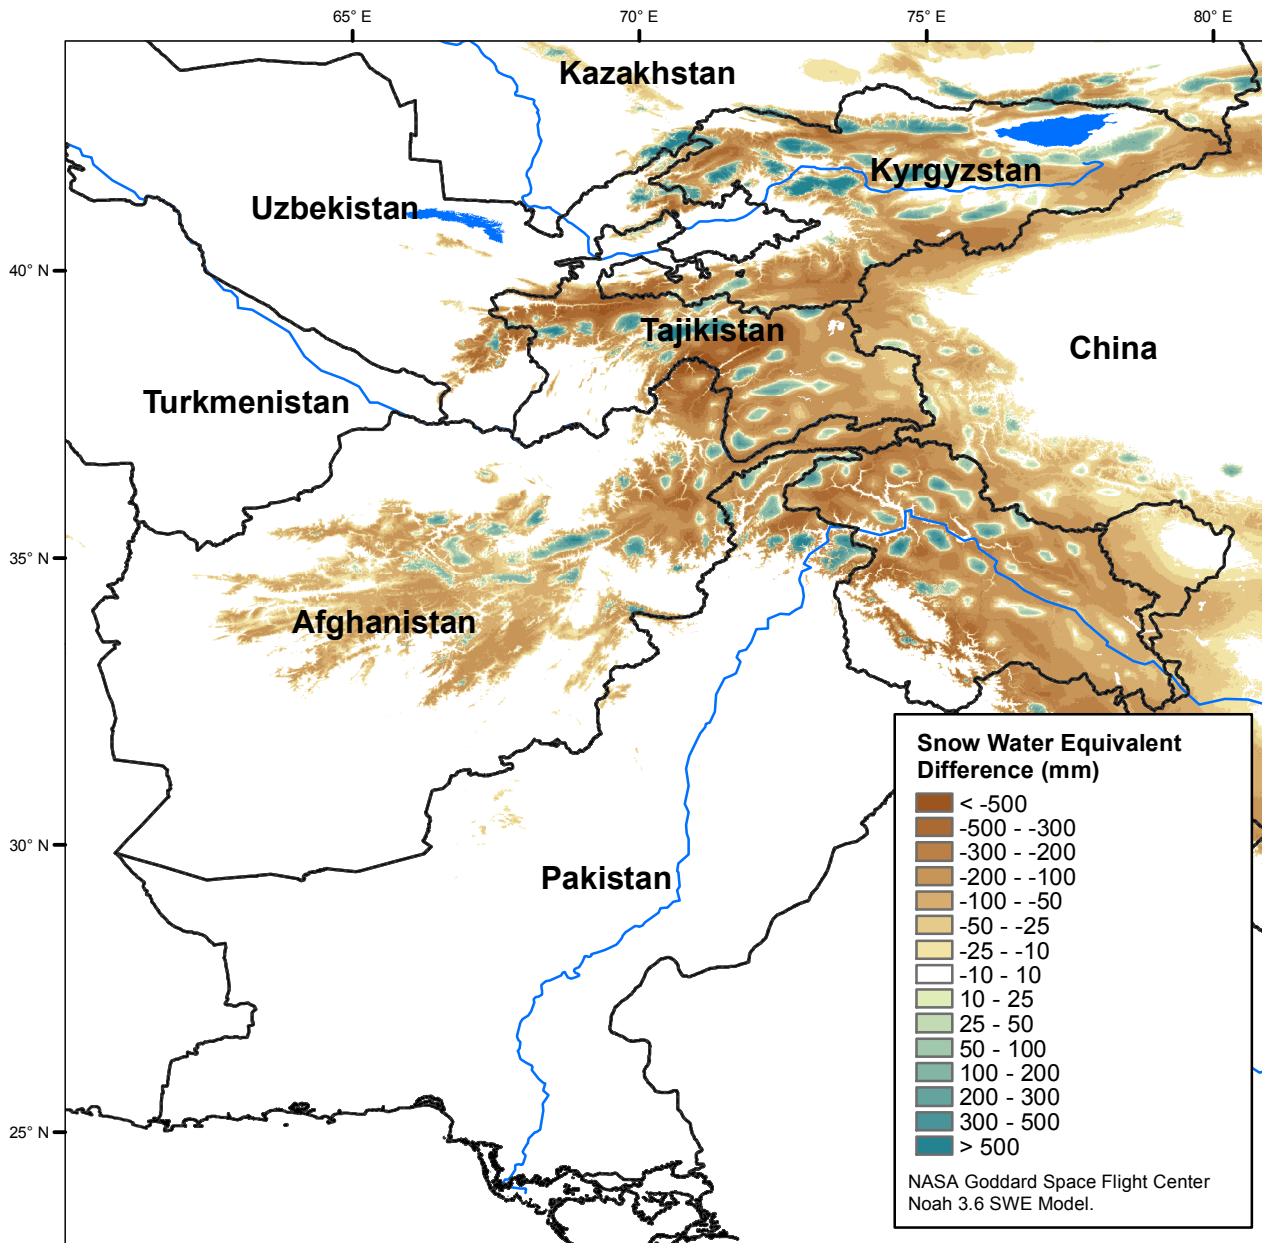 65° E
70° E
75° E
80° E
Kazakhstan
Kyrgyzstan
Uzbekistan
40° N
Tajikistan
China
Turkmenistan
35° N
Afghanistan
30° N
Pakistan
25° N
Snow Water Equivalent
Difference (mm)
< -500
-500 - -300
-300 - -200
-200 - -100
-100 - -50
-50 - -25
-25 - -10
-10 - 10
10 - 25
25 - 50
50 - 100
100 - 200
200 - 300
300 - 500
> 500
NASA Goddard Space Flight Center
Noah 3.6 SWE Model.